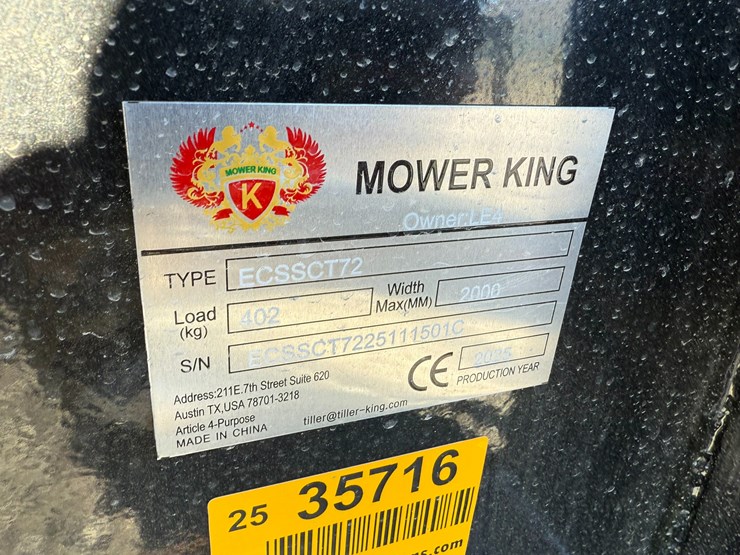 MOWER KING
K
MOWER KING
Owner:LE4
TYPE ECSSCT72
Load (kg) 402 Width Max(MM) 2000
S/N ECSSCT7225111501C
CE 2025 PRODUCTION YEAR
Address:211E.7th Street Suite 620
Austin TX,USA 78701-3218
Article 4-Purpose
MADE IN CHINA
tiller@tiller-king.com
25 35716